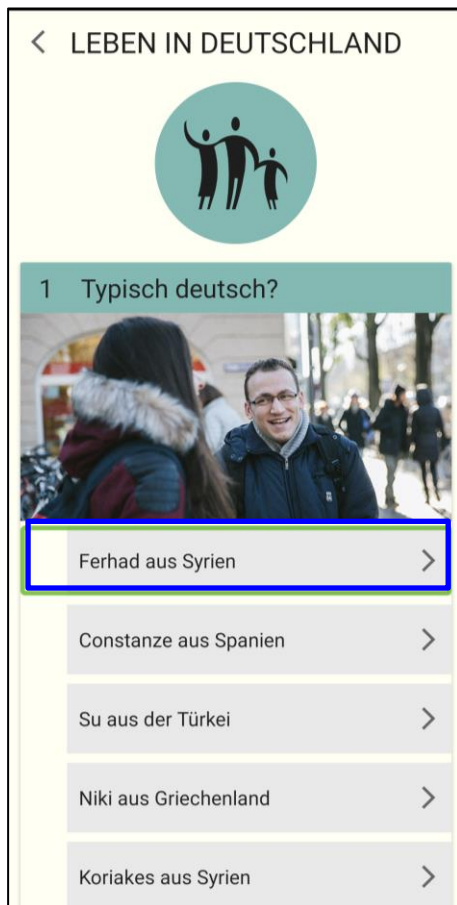 LEBEN IN DEUTSCHLAND
1 Typisch deutsch?
Ferhad aus Syrien
Constanze aus Spanien
Su aus der Türkei
Niki aus Griechenland
Koriakes aus Syrien